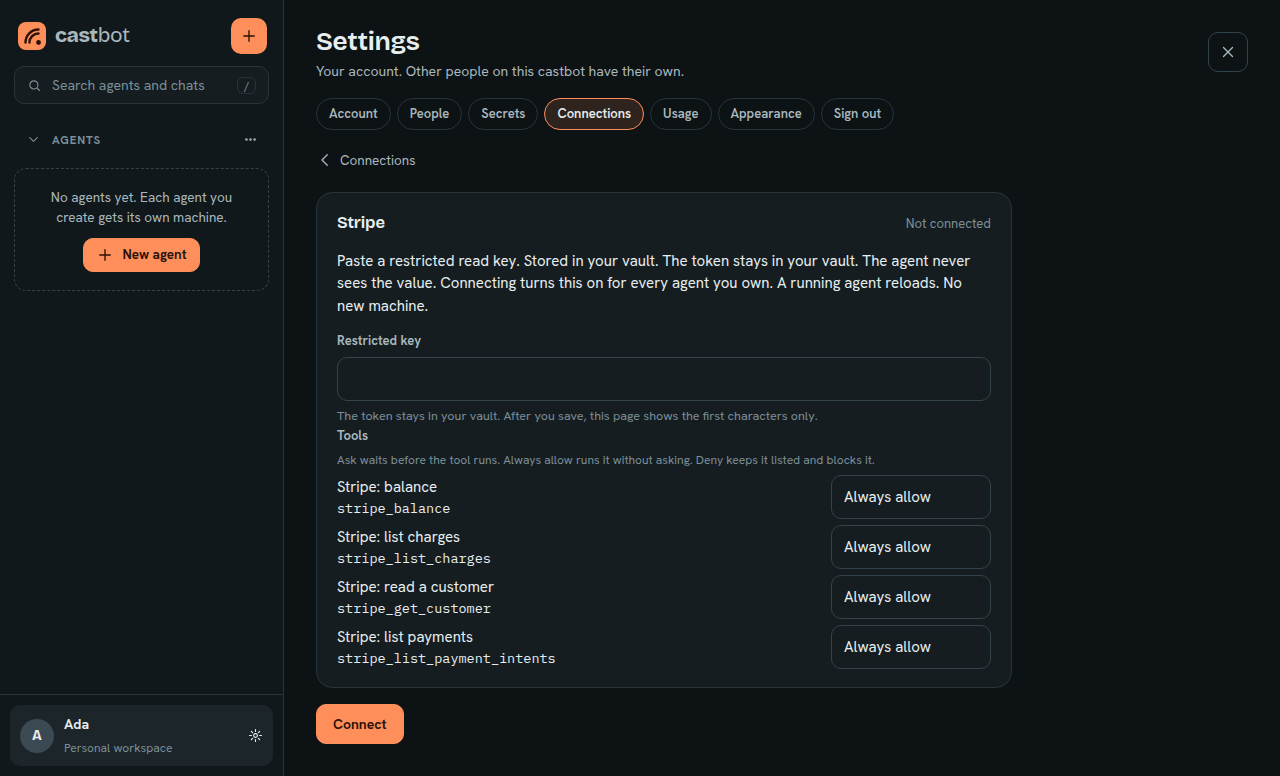 castbot
Search agents and chats
/
AGENTS
No agents yet. Each agent you
create gets its own machine.
New agent
A
Ada
Personal workspace
Settings
Your account. Other people on this castbot have their own.
Account
People
Secrets
Connections
Usage
Appearance
Sign out
Connections
Stripe
Not connected
Paste a restricted read key. Stored in your vault. The token stays in your vault. The agent never
sees the value. Connecting turns this on for every agent you own. A running agent reloads. No
new machine.
Restricted key
The token stays in your vault. After you save, this page shows the first characters only.
Tools
Ask waits before the tool runs. Always allow runs it without asking. Deny keeps it listed and blocks it.
Stripe: balance
stripe_balance
Always allow
Stripe: list charges
stripe_list_charges
Always allow
Stripe: read a customer
stripe_get_customer
Always allow
Stripe: list payments
stripe_list_payment_intents
Always allow
Connect